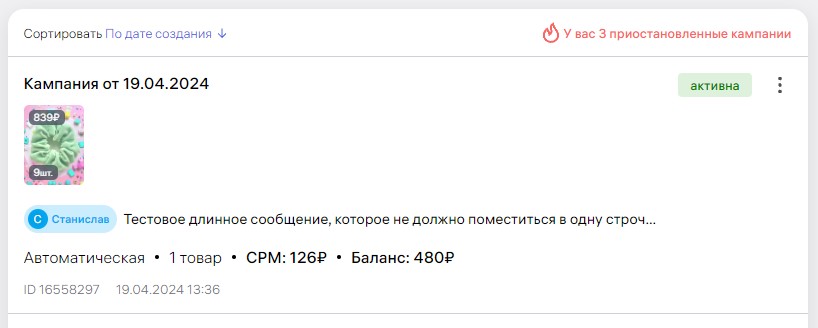 Сортировать По дате создания ↓
У вас 3 приостановленные кампании
Кампания от 19.04.2024
активна
839₽
9шт.
С Станислав Тестовое длинное сообщение, которое не должно поместиться в одну строч...
Автоматическая • 1 товар • CPM: 126₽ • Баланс: 480₽
ID 16558297 19.04.2024 13:36